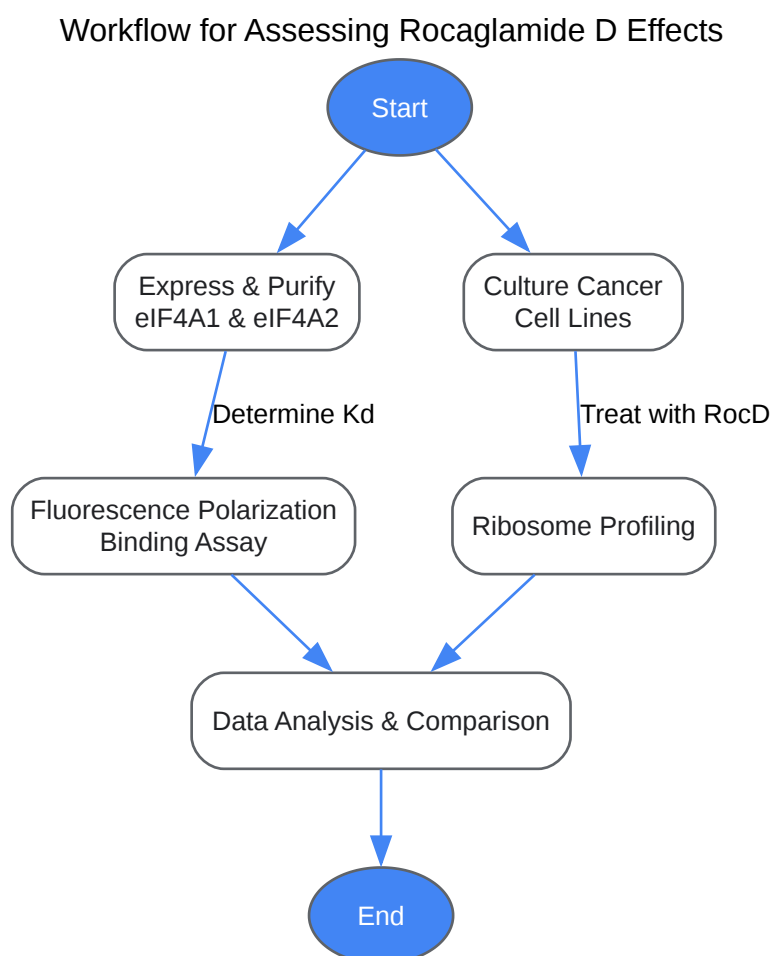 Workflow for Assessing Rocaglamide D Effects
Start
Express & Purify
eIF4A1 & eIF4A2
Culture Cancer
Cell Lines
Determine Kd
Treat with RocD
Fluorescence Polarization
Binding Assay
Ribosome Profiling
Data Analysis & Comparison
End